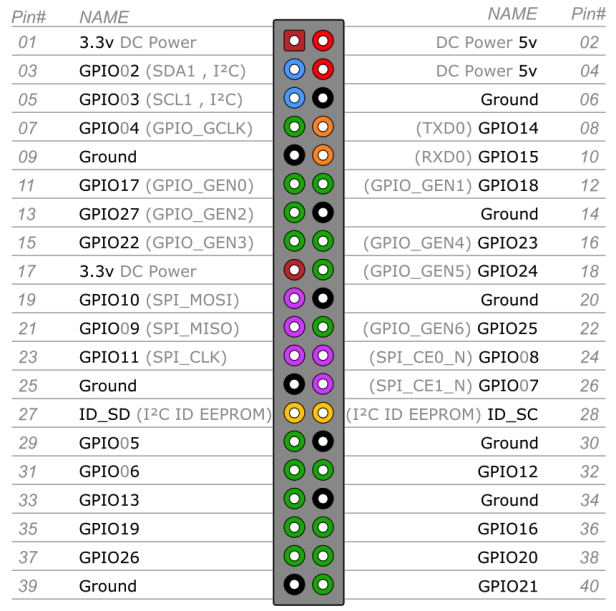 Pin# NAME NAME Pin#
01 3.3v DC Power DC Power 5v 02
03 GPIO02 (SDA1 , I²C) DC Power 5v 04
05 GPIO03 (SCL1 , I²C) Ground 06
07 GPIO04 (GPIO_GCLK) (TXD0) GPIO14 08
09 Ground (RXD0) GPIO15 10
11 GPIO17 (GPIO_GEN0) (GPIO_GEN1) GPIO18 12
13 GPIO27 (GPIO_GEN2) Ground 14
15 GPIO22 (GPIO_GEN3) (GPIO_GEN4) GPIO23 16
17 3.3v DC Power (GPIO_GEN5) GPIO24 18
19 GPIO10 (SPI_MOSI) Ground 20
21 GPIO09 (SPI_MISO) (GPIO_GEN6) GPIO25 22
23 GPIO11 (SPI_CLK) (SPI_CE0_N) GPIO08 24
25 Ground (SPI_CE1_N) GPIO07 26
27 ID_SD (I²C ID EEPROM) (I²C ID EEPROM) ID_SC 28
29 GPIO05 Ground 30
31 GPIO06 GPIO12 32
33 GPIO13 Ground 34
35 GPIO19 GPIO16 36
37 GPIO26 GPIO20 38
39 Ground GPIO21 40